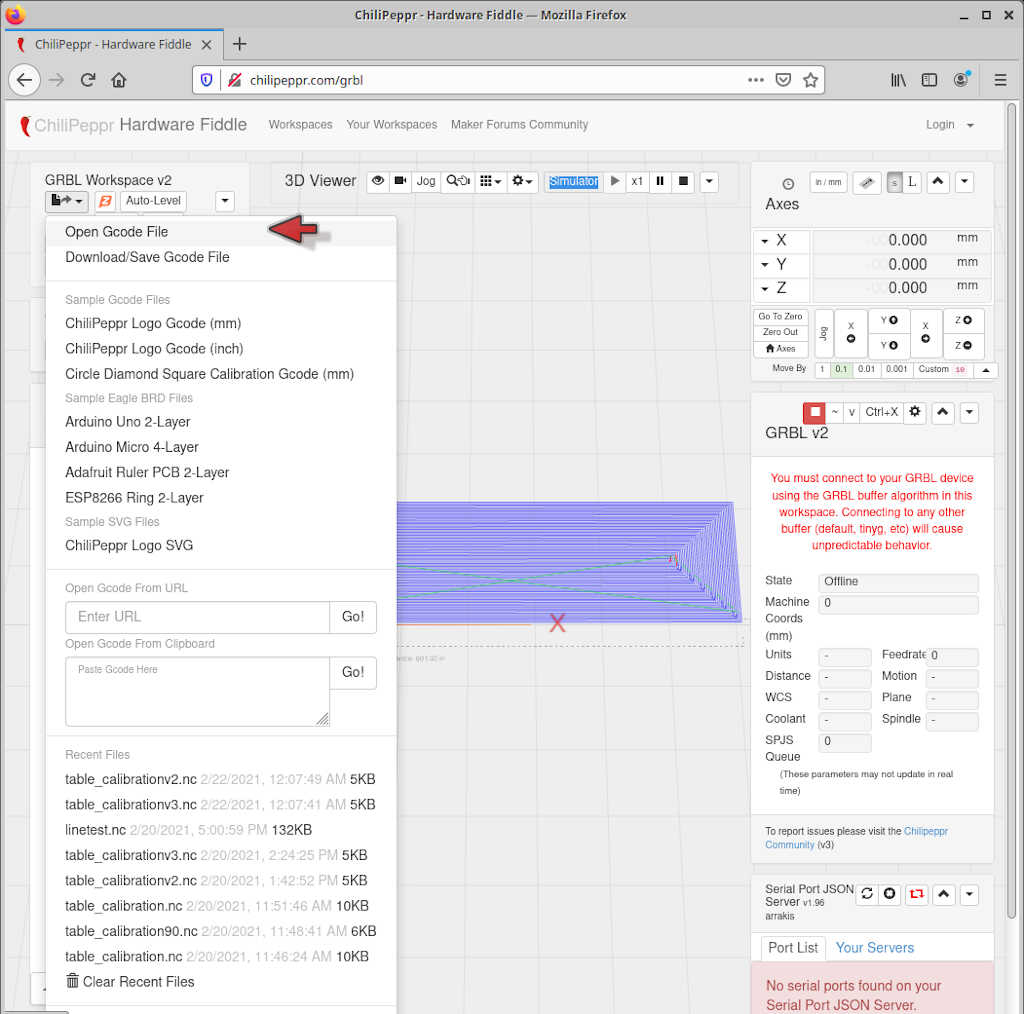 ChiliPeppr - Hardware Fiddle — Mozilla Firefox
ChiliPeppr - Hardware Fiddle
chilipeppr.com/grbl
ChiliPeppr Hardware Fiddle
Workspaces
Your Workspaces
Maker Forums Community
Login
GRBL Workspace v2
Auto-Level
Open Gcode File
Download/Save Gcode File
Sample Gcode Files
ChiliPeppr Logo Gcode (mm)
ChiliPeppr Logo Gcode (inch)
Circle Diamond Square Calibration Gcode (mm)
Sample Eagle BRD Files
Arduino Uno 2-Layer
Arduino Micro 4-Layer
Adafruit Ruler PCB 2-Layer
ESP8266 Ring 2-Layer
Sample SVG Files
ChiliPeppr Logo SVG
Open Gcode From URL
Enter URL
Go!
Open Gcode From Clipboard
Paste Gcode Here
Go!
Recent Files
table_calibrationv2.nc 2/22/2021, 12:07:49 AM 5KB
table_calibrationv3.nc 2/22/2021, 12:07:41 AM 5KB
linetest.nc 2/20/2021, 5:00:59 PM 132KB
table_calibrationv3.nc 2/20/2021, 2:24:25 PM 5KB
table_calibrationv2.nc 2/20/2021, 1:42:52 PM 5KB
table_calibration.nc 2/20/2021, 11:51:46 AM 10KB
table_calibration90.nc 2/20/2021, 11:48:41 AM 6KB
table_calibration.nc 2/20/2021, 11:46:24 AM 10KB
Clear Recent Files
3D Viewer
Jog
Simulator
x1
X
in / mm
s
L
Axes
X 0.000 mm
Y 0.000 mm
Z 0.000 mm
Go To Zero
Zero Out
Axes
Jog
X
Y
Y
X
Z
Z
Move By
1
0.1
0.01
0.001
Custom
10
~
v
Ctrl+X
GRBL v2
You must connect to your GRBL device
using the GRBL buffer algorithm in this
workspace. Connecting to any other
buffer (default, tinyg, etc) will cause
unpredictable behavior.
State Offline
Machine 0
Coords
(mm)
Units - Feedrate 0
Distance - Motion -
WCS - Plane -
Coolant - Spindle -
SPJS 0
Queue
(These parameters may not update in real
time)
To report issues please visit the Chilipeppr
Community (v3)
Serial Port JSON
Server v1.96
arrakis
Port List
Your Servers
No serial ports found on your
Serial Port JSON Server.